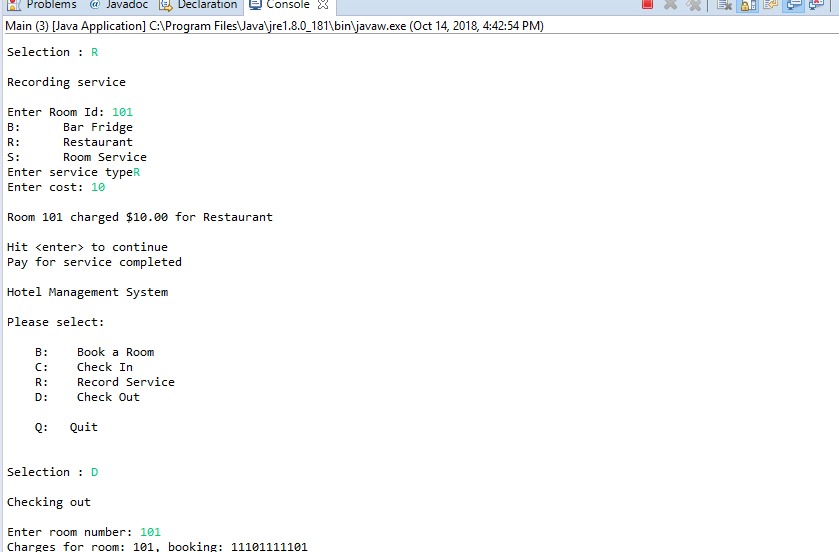 Problems @ Javadoc Declaration Console
Main (3) [Java Application] C:\Program Files\Java\jre1.8.0_181\bin\javaw.exe (Oct 14, 2018, 4:42:54 PM)
Selection : R
Recording service
Enter Room Id: 101
B: Bar Fridge
R: Restaurant
S: Room Service
Enter service typeR
Enter cost: 10
Room 101 charged $10.00 for Restaurant
Hit <enter> to continue
Pay for service completed
Hotel Management System
Please select:
B: Book a Room
C: Check In
R: Record Service
D: Check Out
Q: Quit
Selection : D
Checking out
Enter room number: 101
Charges for room: 101, booking: 11101111101